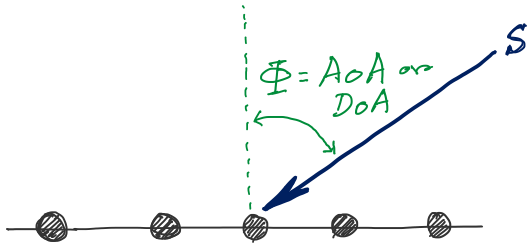 S
Φ = AOA or
DOA